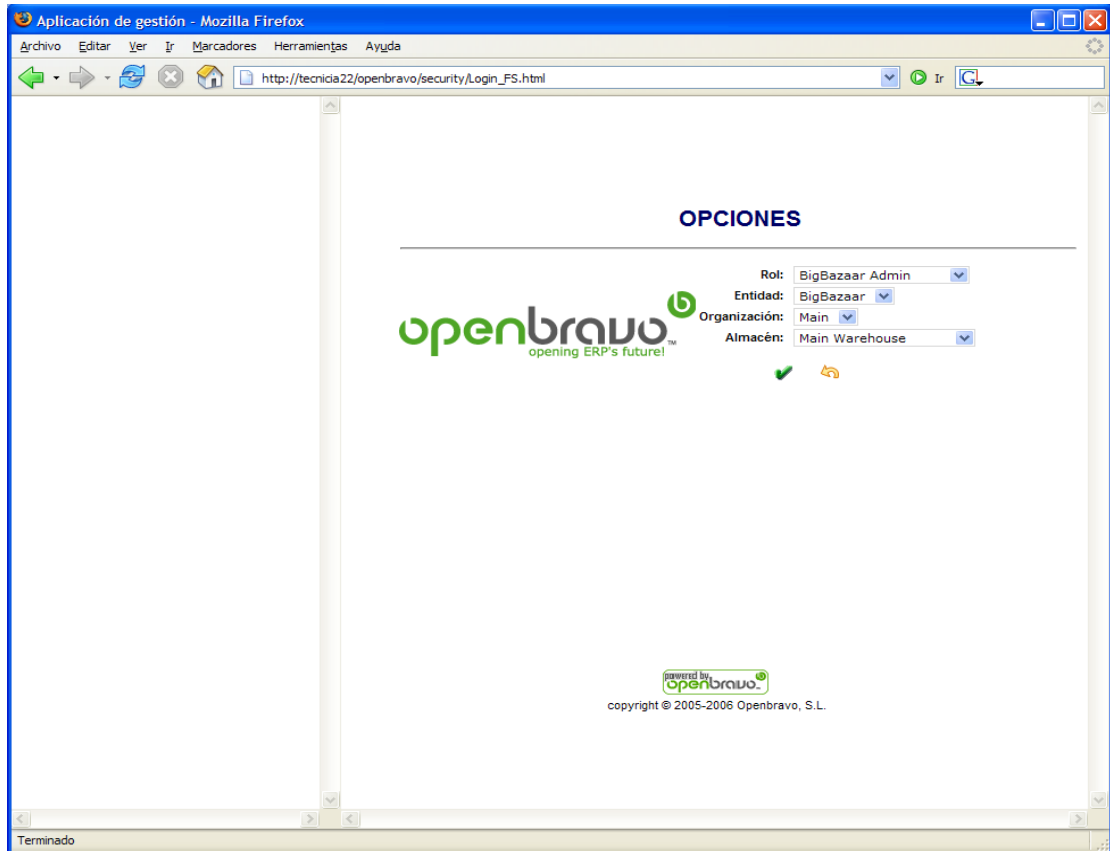 Aplicación de gestión - Mozilla Firefox
Archivo Editar Ver Ir Marcadores Herramientas Ayuda
http://tecnicia22/openbravo/security/Login_FS.html Ir G
OPCIONES
Rol: BigBazaar Admin
Entidad: BigBazaar
Organización: Main
Almacén: Main Warehouse
openbravo b ™
opening ERP's future!
powered by
openbravo
copyright © 2005-2006 Openbravo, S.L.
Terminado